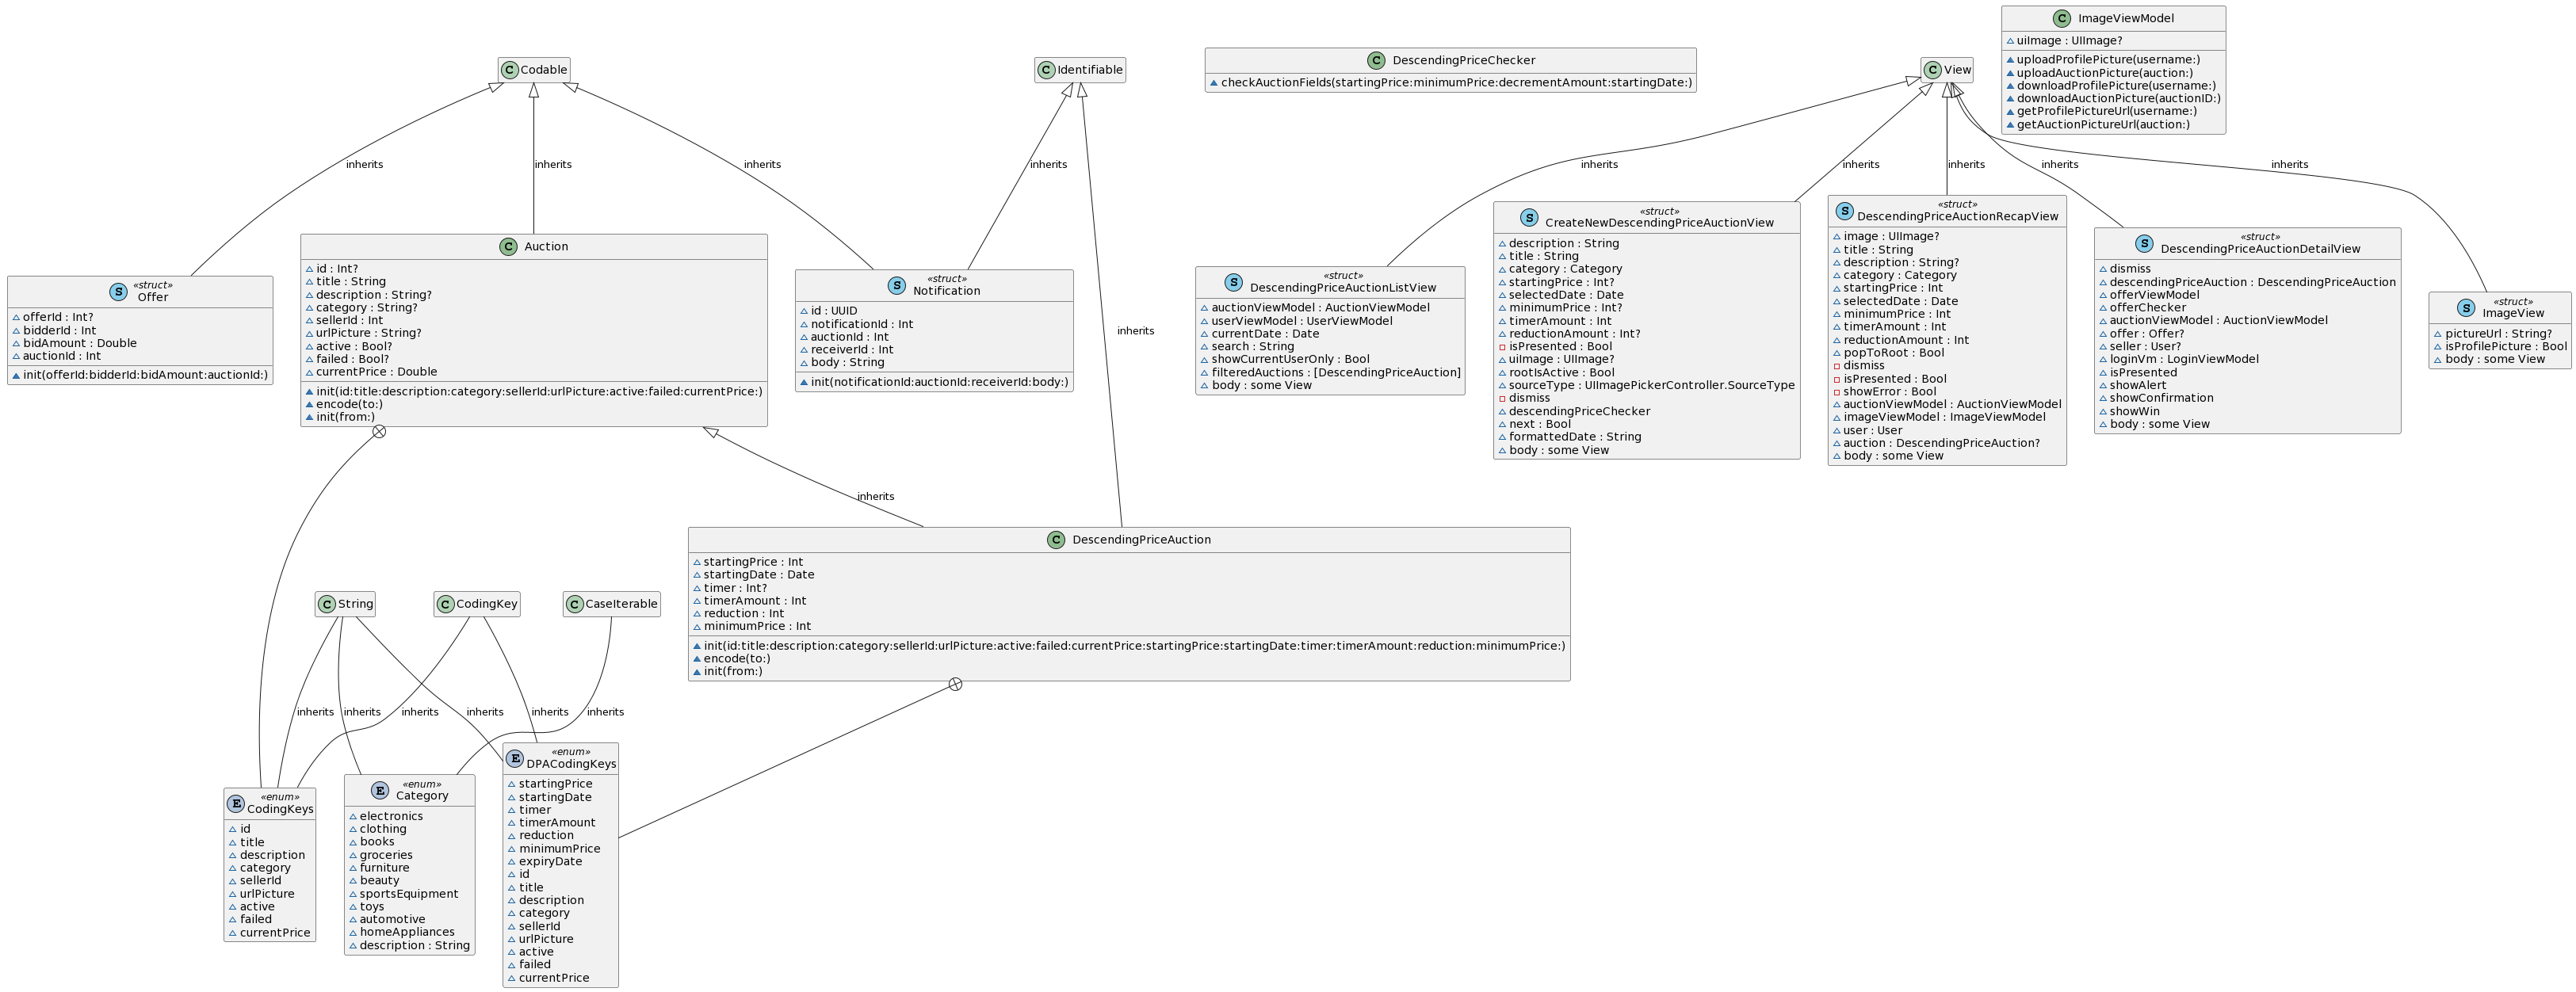 C ImageViewModel
uiImage : UIImage?
uploadProfilePicture(username:)
uploadAuctionPicture(auction:)
downloadProfilePicture(username:)
downloadAuctionPicture(auctionID:)
getProfilePictureUrl(username:)
getAuctionPictureUrl(auction:)
C Codable
C Identifiable
C DescendingPriceChecker
checkAuctionFields(startingPrice:minimumPrice:decrementAmount:startingDate:)
C View
inherits
inherits
inherits
inherits
inherits
inherits
inherits
inherits
inherits
S «struct»
Offer
offerId : Int?
bidderId : Int
bidAmount : Double
auctionId : Int
init(offerId:bidderId:bidAmount:auctionId:)
C Auction
id : Int?
title : String
description : String?
category : String?
sellerId : Int
urlPicture : String?
active : Bool?
failed : Bool?
currentPrice : Double
init(id:title:description:category:sellerId:urlPicture:active:failed:currentPrice:)
encode(to:)
init(from:)
S «struct»
Notification
id : UUID
notificationId : Int
auctionId : Int
receiverId : Int
body : String
init(notificationId:auctionId:receiverId:body:)
inherits
S «struct»
DescendingPriceAuctionListView
auctionViewModel : AuctionViewModel
userViewModel : UserViewModel
currentDate : Date
search : String
showCurrentUserOnly : Bool
filteredAuctions : [DescendingPriceAuction]
body : some View
S «struct»
CreateNewDescendingPriceAuctionView
description : String
title : String
category : Category
startingPrice : Int?
selectedDate : Date
minimumPrice : Int?
timerAmount : Int
reductionAmount : Int?
isPresented : Bool
uiImage : UIImage?
rootIsActive : Bool
sourceType : UIImagePickerController.SourceType
dismiss
descendingPriceChecker
next : Bool
formattedDate : String
body : some View
S «struct»
DescendingPriceAuctionRecapView
image : UIImage?
title : String
description : String?
category : Category
startingPrice : Int
selectedDate : Date
minimumPrice : Int
timerAmount : Int
reductionAmount : Int
popToRoot : Bool
dismiss
isPresented : Bool
showError : Bool
auctionViewModel : AuctionViewModel
imageViewModel : ImageViewModel
user : User
auction : DescendingPriceAuction?
body : some View
S «struct»
DescendingPriceAuctionDetailView
dismiss
descendingPriceAuction : DescendingPriceAuction
offerViewModel
offerChecker
auctionViewModel : AuctionViewModel
offer : Offer?
seller : User?
loginVm : LoginViewModel
isPresented
showAlert
showConfirmation
showWin
body : some View
S «struct»
ImageView
pictureUrl : String?
isProfilePicture : Bool
body : some View
inherits
C DescendingPriceAuction
startingPrice : Int
startingDate : Date
timer : Int?
timerAmount : Int
reduction : Int
minimumPrice : Int
init(id:title:description:category:sellerId:urlPicture:active:failed:currentPrice:startingPrice:startingDate:timer:timerAmount:reduction:minimumPrice:)
encode(to:)
init(from:)
C String
C CodingKey
C CaseIterable
inherits
inherits
inherits
inherits
inherits
inherits
E «enum»
CodingKeys
id
title
description
category
sellerId
urlPicture
active
failed
currentPrice
E «enum»
Category
electronics
clothing
books
groceries
furniture
beauty
sportsEquipment
toys
automotive
homeAppliances
description : String
E «enum»
DPACodingKeys
startingPrice
startingDate
timer
timerAmount
reduction
minimumPrice
expiryDate
id
title
description
category
sellerId
urlPicture
active
failed
currentPrice